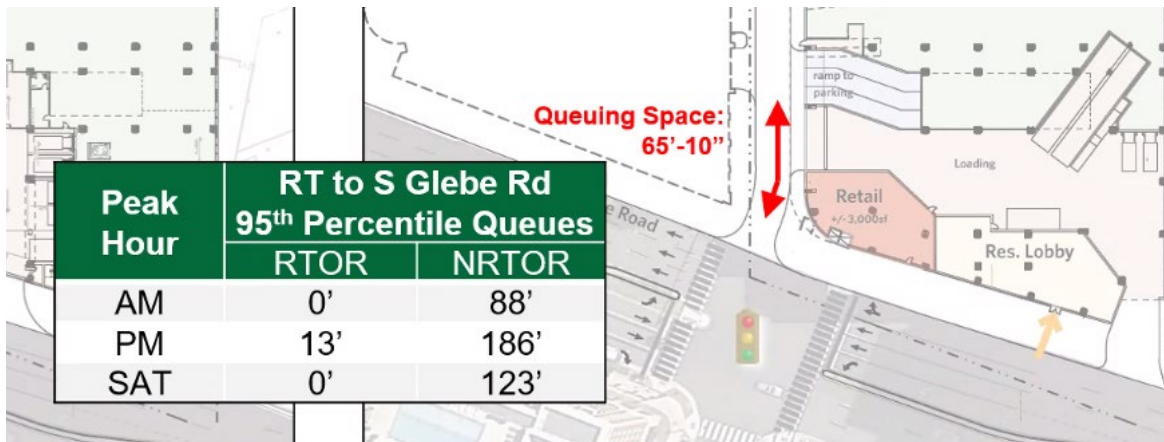 ramp to
parking
Queuing Space:
65’-10”
Loading
Retail
+/- 3,000sf
Road
Res. Lobby
Peak
Hour
RT to S Glebe Rd
95th Percentile Queues
RTOR NRTOR
AM 0’ 88’
PM 13’ 186’
SAT 0’ 123’